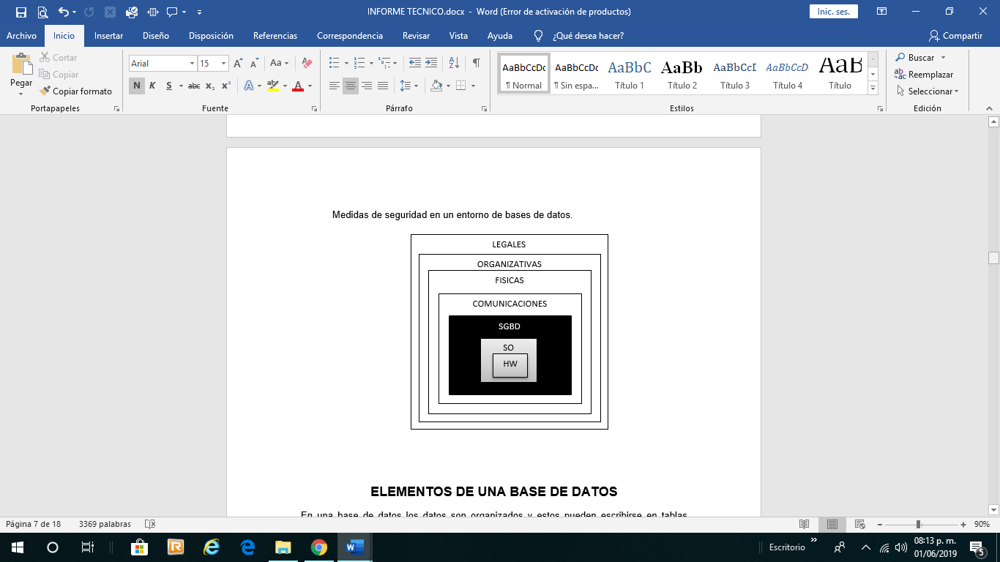 INFORME TECNICO.docx - Word (Error de activación de productos)
Inic. ses.
Archivo Inicio Insertar Diseño Disposición Referencias Correspondencia Revisar Vista Ayuda ¿Qué desea hacer? Compartir
Pegar
Cortar
Copiar
Copiar formato
Portapapeles
Arial 15 A A Aa
N K S abc x₂ x² A A
Fuente
Párrafo
AaBbCcDc AaBbCcDc AaBbC AaBb AaBbCcI AaBbCcD AaB
¶ Normal ¶ Sin espa... Título 1 Título 2 Título 3 Título 4 Título
Estilos
Buscar
Reemplazar
Seleccionar
Edición
Medidas de seguridad en un entorno de bases de datos.
LEGALES
ORGANIZATIVAS
FISICAS
COMUNICACIONES
SGBD
SO
HW
ELEMENTOS DE UNA BASE DE DATOS
En una base de datos los datos son organizados y estos pueden escribirse en tablas
Página 7 de 18 3369 palabras 90%
Escritorio
08:13 p. m.
01/06/2019
5